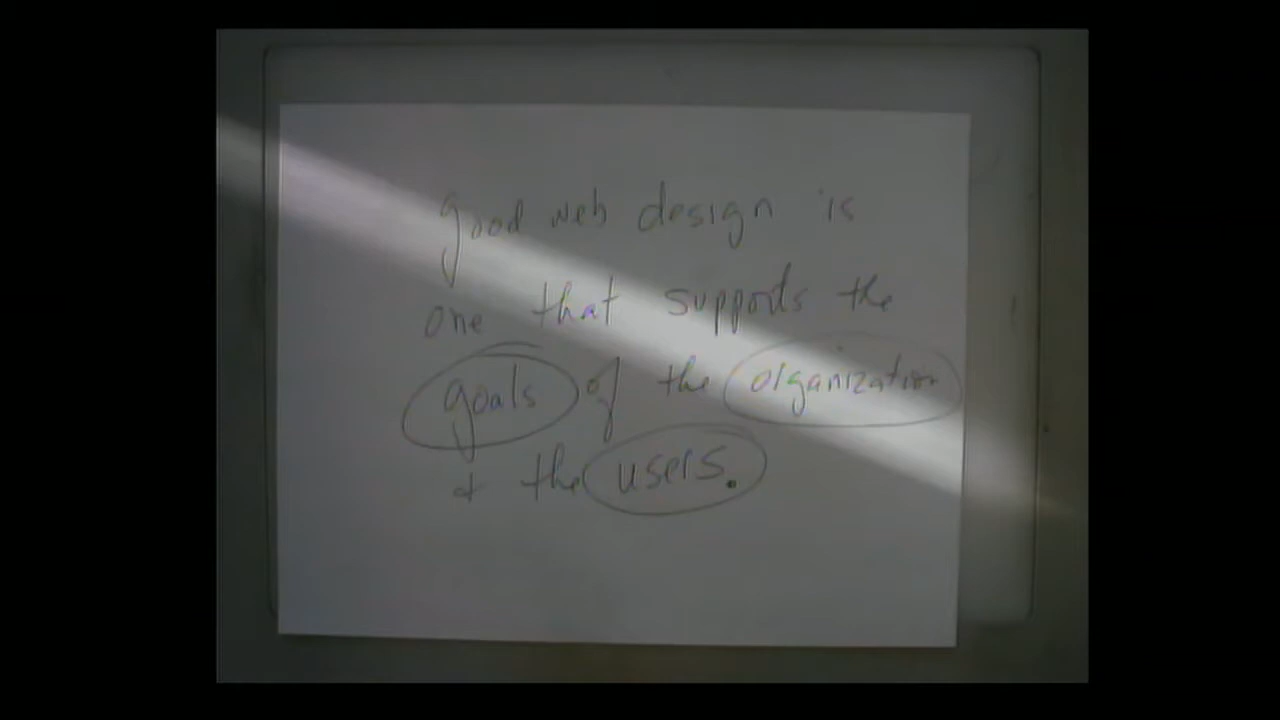 good web design is
one that supports the
goals of the organization
+ the users.